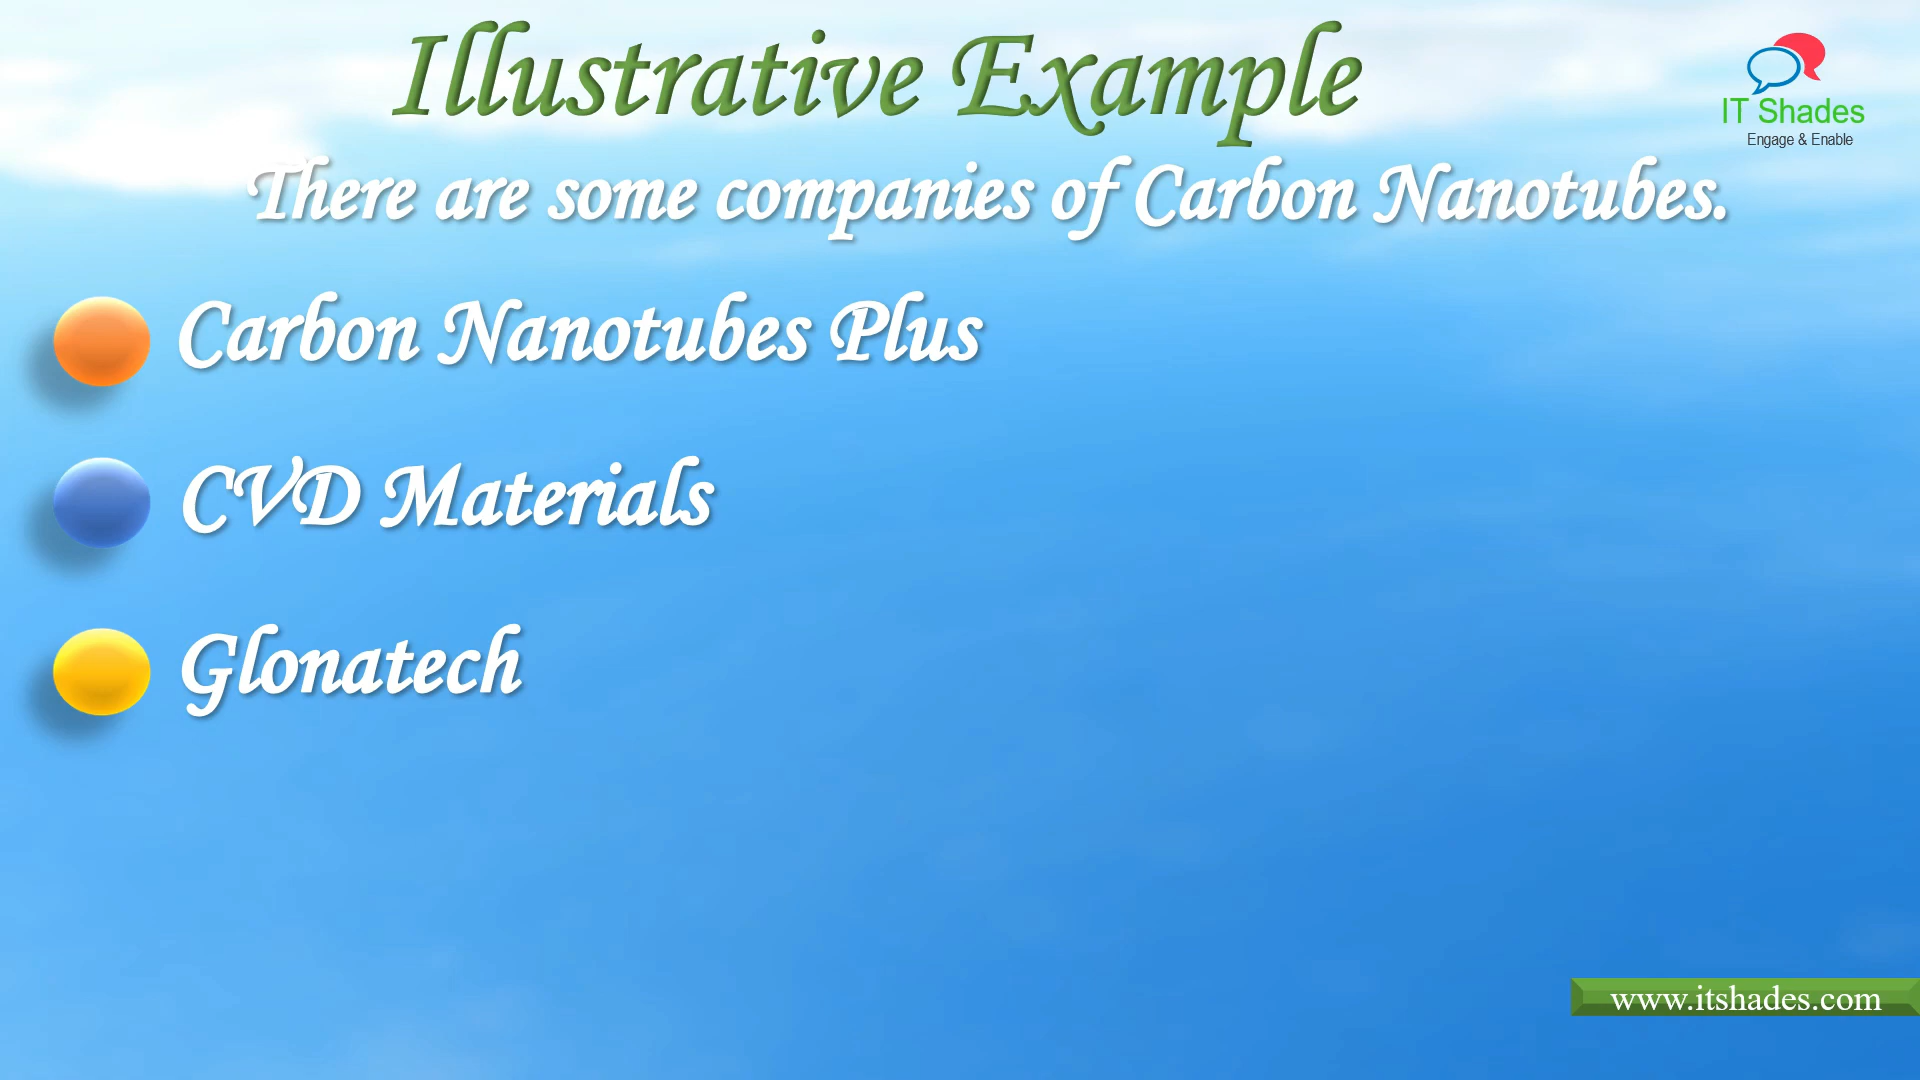 Illustrative Example
IT Shades
Engage & Enable
There are some companies of Carbon Nanotubes.
Carbon Nanotubes Plus
CVD Materials
Glonatech
www.itshades.com